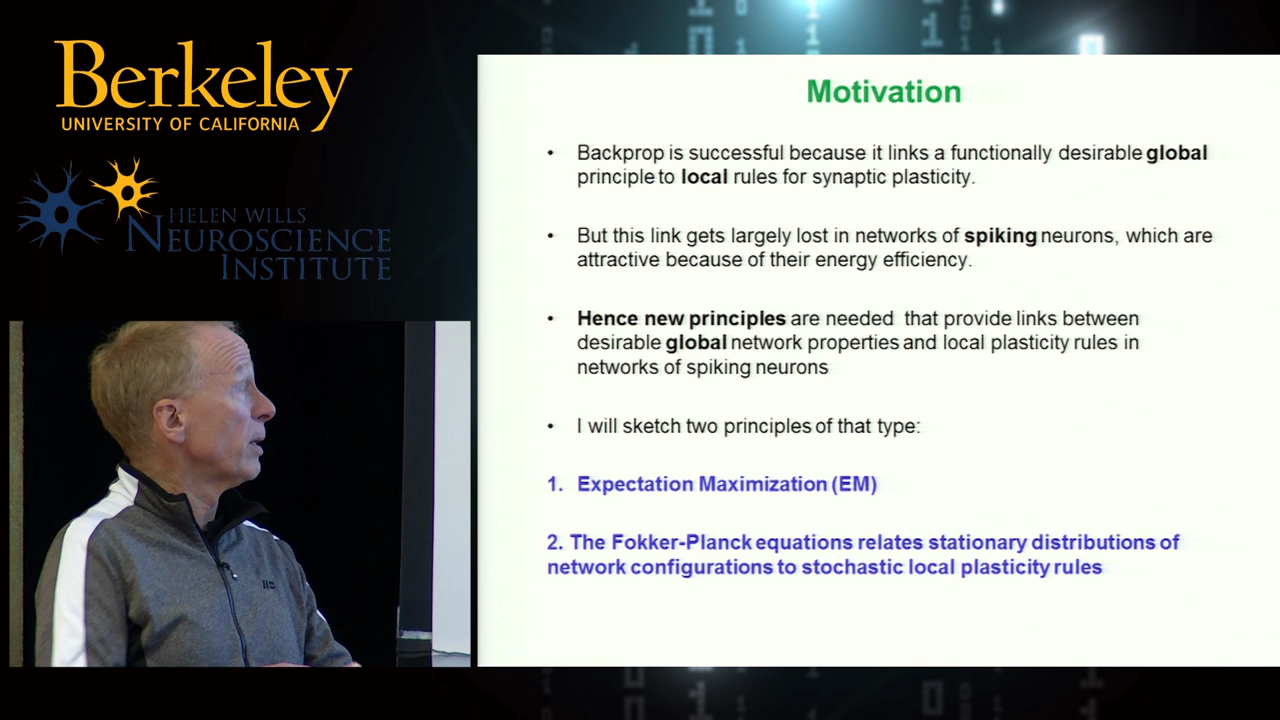 Berkeley
UNIVERSITY OF CALIFORNIA
HELEN WILLS
NEUROSCIENCE
INSTITUTE
Motivation
• Backprop is successful because it links a functionally desirable global
principle to local rules for synaptic plasticity.
• But this link gets largely lost in networks of spiking neurons, which are
attractive because of their energy efficiency.
• Hence new principles are needed that provide links between
desirable global network properties and local plasticity rules in
networks of spiking neurons
• I will sketch two principles of that type:
1. Expectation Maximization (EM)
2. The Fokker-Planck equations relates stationary distributions of
network configurations to stochastic local plasticity rules